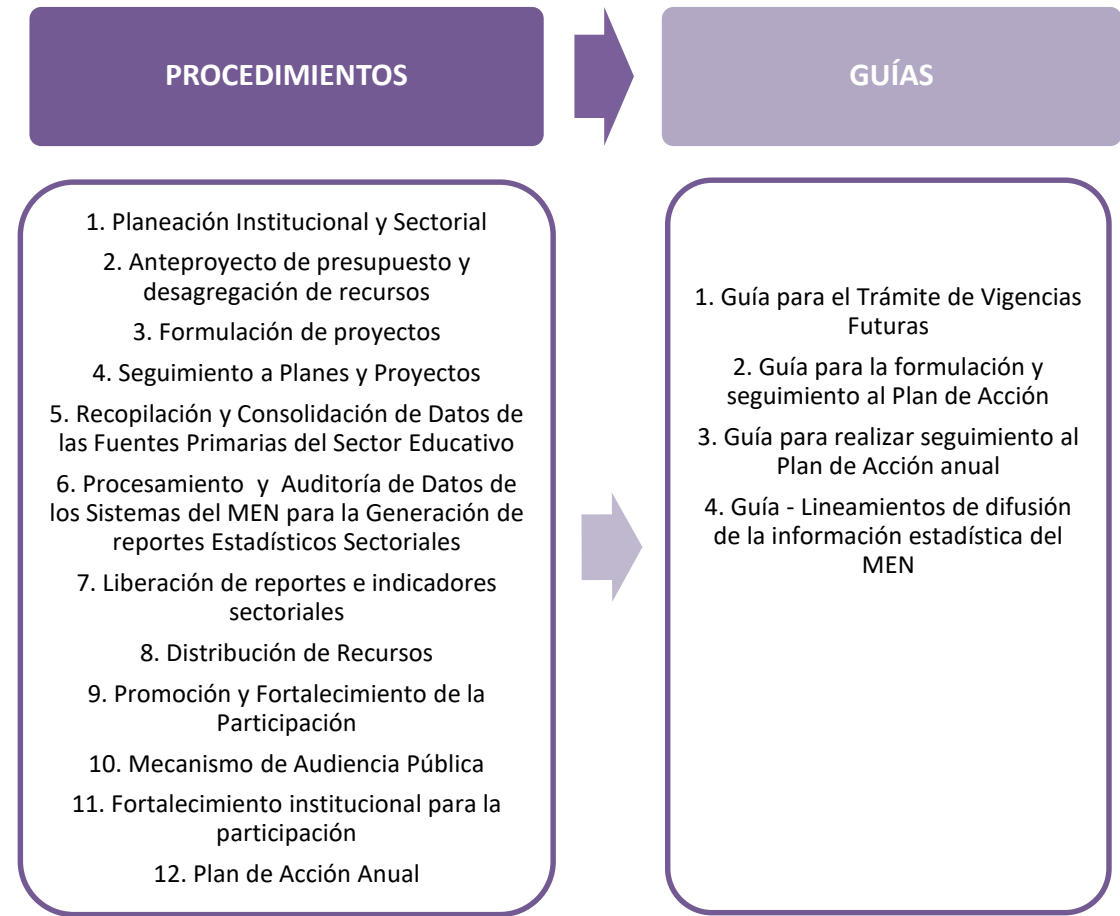 PROCEDIMIENTOS
GUÍAS
1. Planeación Institucional y Sectorial
2. Anteproyecto de presupuesto y
desagregación de recursos
3. Formulación de proyectos
4. Seguimiento a Planes y Proyectos
5. Recopilación y Consolidación de Datos de
las Fuentes Primarias del Sector Educativo
6. Procesamiento y Auditoría de Datos de
los Sistemas del MEN para la Generación de
reportes Estadísticos Sectoriales
7. Liberación de reportes e indicadores
sectoriales
8. Distribución de Recursos
9. Promoción y Fortalecimiento de la
Participación
10. Mecanismo de Audiencia Pública
11. Fortalecimiento institucional para la
participación
12. Plan de Acción Anual
1. Guía para el Trámite de Vigencias
Futuras
2. Guía para la formulación y
seguimiento al Plan de Acción
3. Guía para realizar seguimiento al
Plan de Acción anual
4. Guía - Lineamientos de difusión
de la información estadística del
MEN